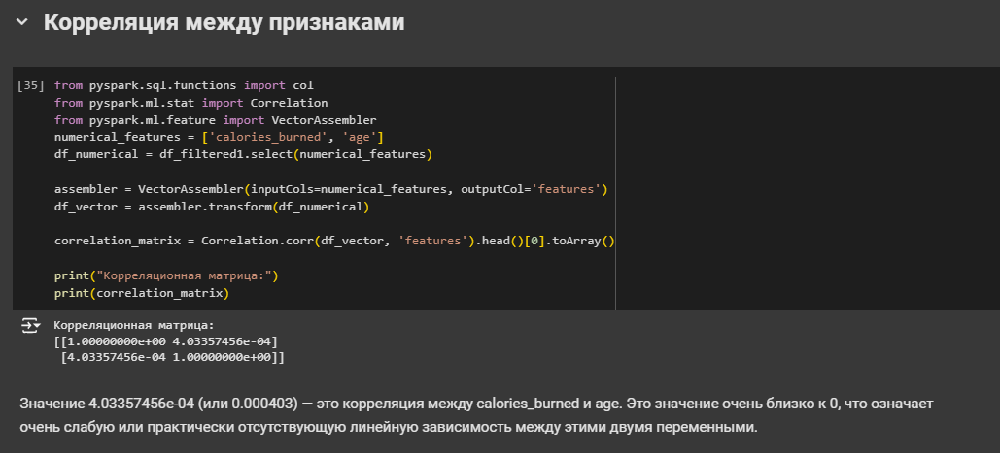 Корреляция между признаками
[35] from pyspark.sql.functions import col
from pyspark.ml.stat import Correlation
from pyspark.ml.feature import VectorAssembler
numerical_features = ['calories_burned', 'age']
df_numerical = df_filtered1.select(numerical_features)
assembler = VectorAssembler(inputCols=numerical_features, outputCol='features')
df_vector = assembler.transform(df_numerical)
correlation_matrix = Correlation.corr(df_vector, 'features').head()[0].toArray()
print("Корреляционная матрица:")
print(correlation_matrix)
Корреляционная матрица:
[[1.00000000e+00 4.03357456e-04]
[4.03357456e-04 1.00000000e+00]]
Значение 4.03357456e-04 (или 0.000403) — это корреляция между calories_burned и age. Это значение очень близко к 0, что означает
очень слабую или практически отсутствующую линейную зависимость между этими двумя переменными.